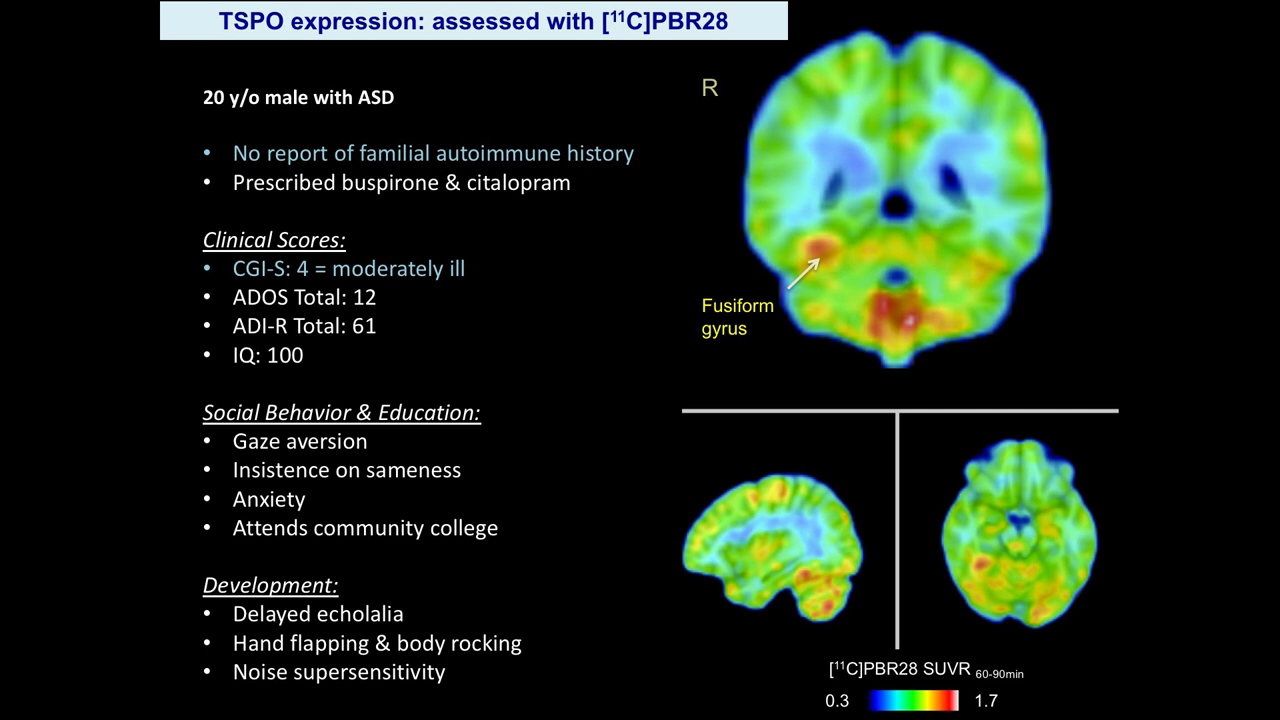 TSPO expression: assessed with [¹¹C]PBR28
20 y/o male with ASD
• No report of familial autoimmune history
• Prescribed buspirone & citalopram
Clinical Scores:
• CGI-S: 4 = moderately ill
• ADOS Total: 12
• ADI-R Total: 61
• IQ: 100
Social Behavior & Education:
• Gaze aversion
• Insistence on sameness
• Anxiety
• Attends community college
Development:
• Delayed echolalia
• Hand flapping & body rocking
• Noise supersensitivity
R
Fusiform
gyrus
[¹¹C]PBR28 SUVR 60-90min
0.3 1.7